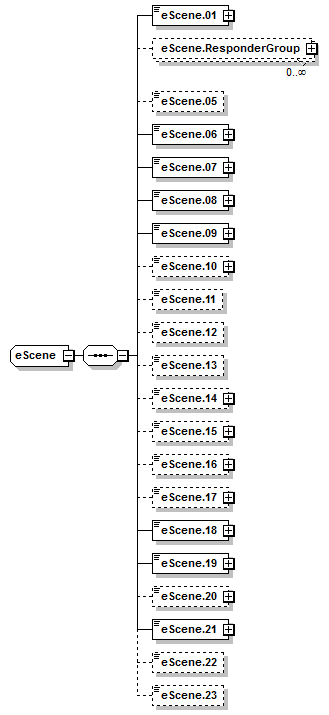 eScene.01
eScene.ResponderGroup
0..∞
eScene.05
eScene.06
eScene.07
eScene.08
eScene.09
eScene.10
eScene.11
eScene.12
eScene
eScene.13
eScene.14
eScene.15
eScene.16
eScene.17
eScene.18
eScene.19
eScene.20
eScene.21
eScene.22
eScene.23